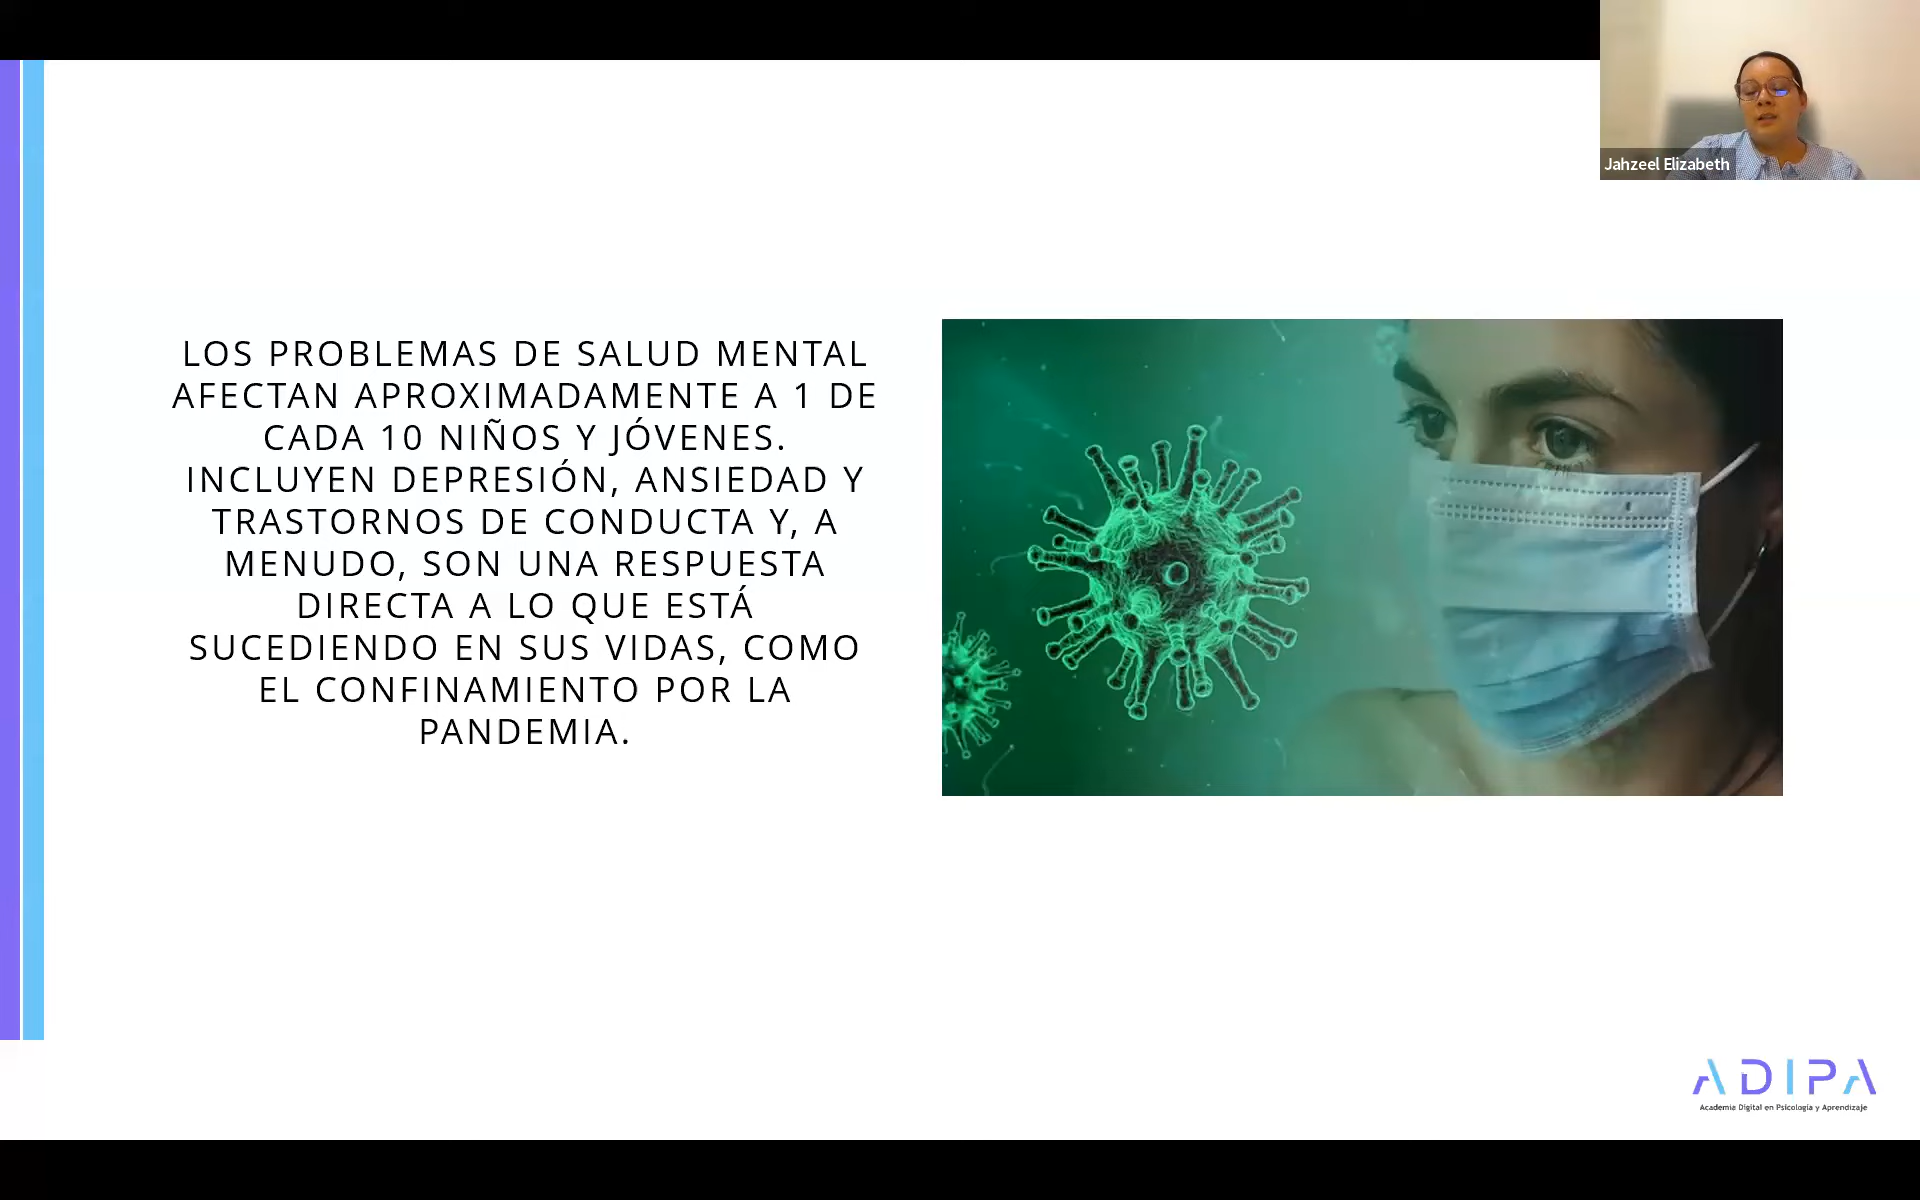 Jahzeel Elizabeth
LOS PROBLEMAS DE SALUD MENTAL
AFECTAN APROXIMADAMENTE A 1 DE
CADA 10 NIÑOS Y JÓVENES.
INCLUYEN DEPRESIÓN, ANSIEDAD Y
TRASTORNOS DE CONDUCTA Y, A
MENUDO, SON UNA RESPUESTA
DIRECTA A LO QUE ESTÁ
SUCEDIENDO EN SUS VIDAS, COMO
EL CONFINAMIENTO POR LA
PANDEMIA.
ADIPA
Academia Digital en Psicología y Aprendizaje